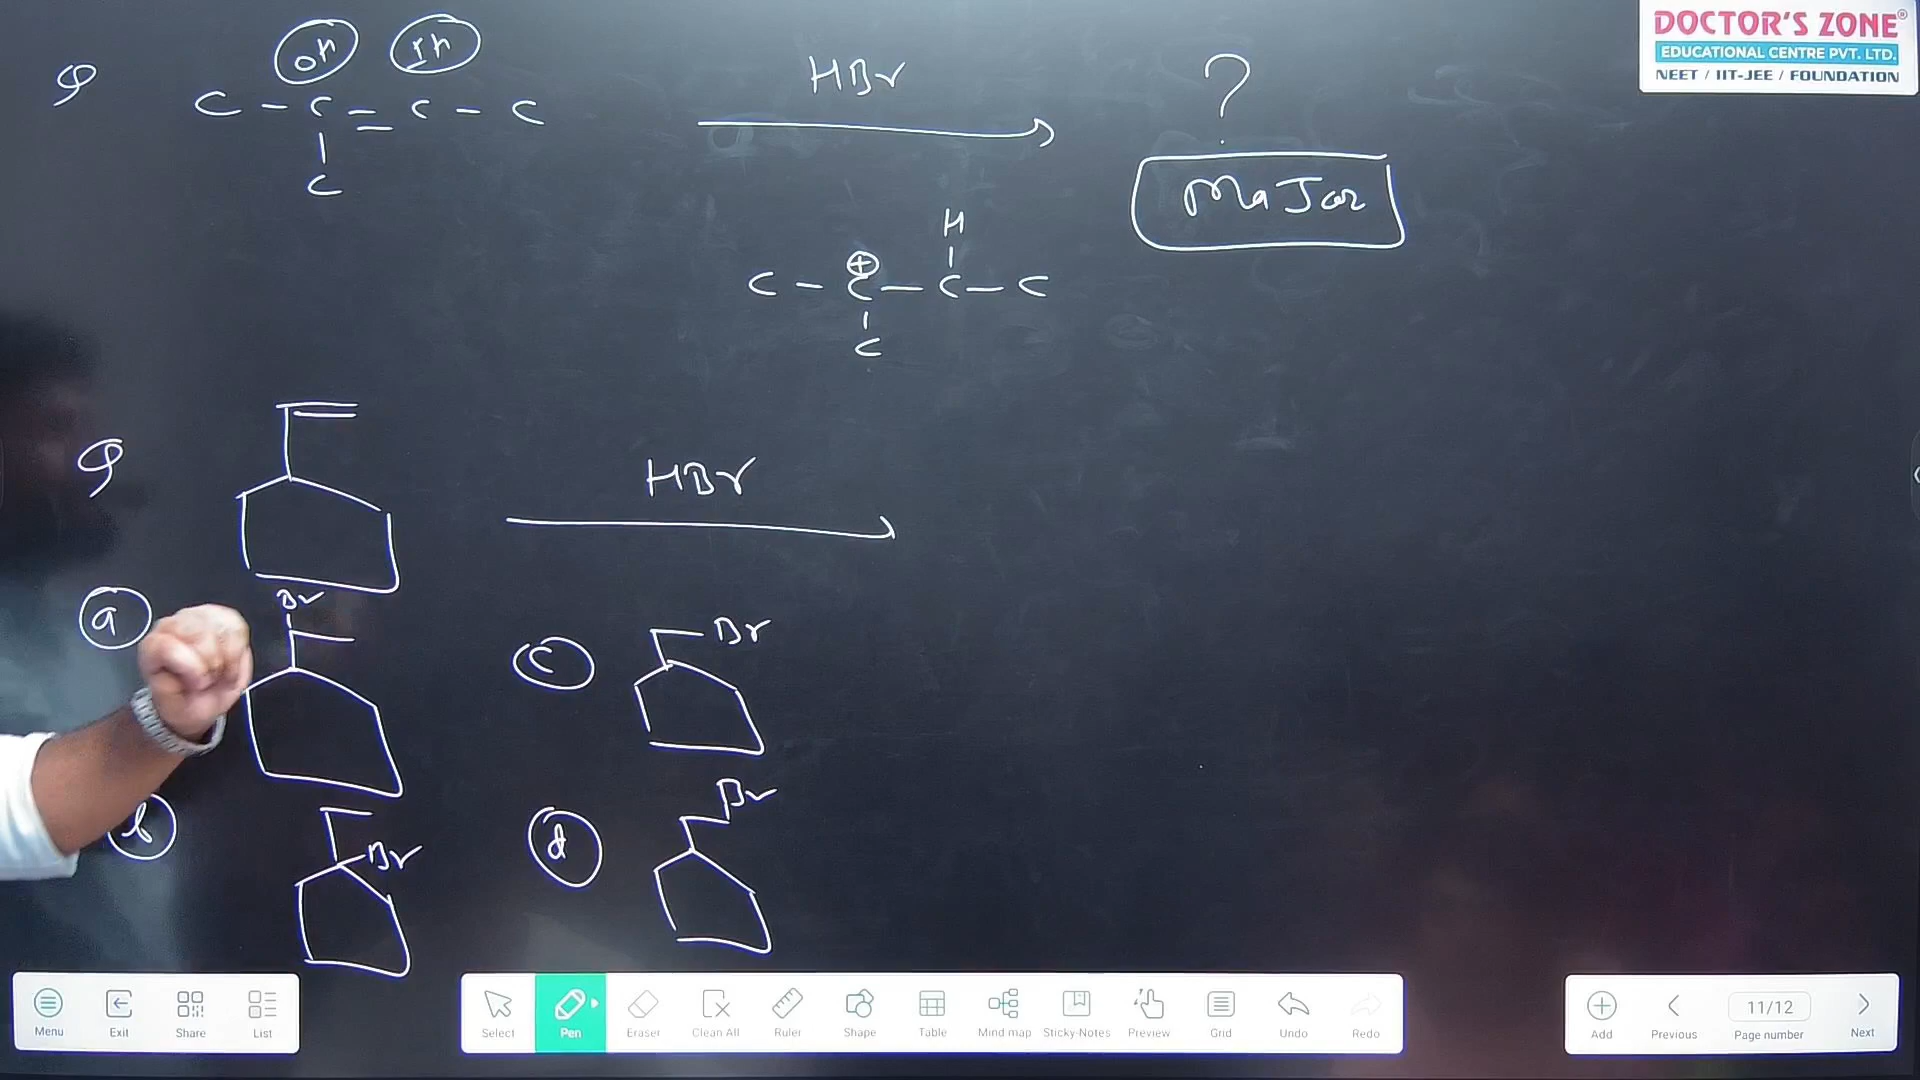 DOCTOR'S ZONE®
EDUCATIONAL CENTRE PVT. LTD.
NEET / IIT-JEE / FOUNDATION
Q
OH 1H
C - C = C - C
C
HBr
?
Major
H
⊕
C - C - C - C
C
Q
HBr
a
Br
c
Br
b
Br
d
Br
Menu Exit Share List
Select Pen Eraser Clean All Ruler Shape Table Mind map Sticky-Notes Preview Grid Undo Redo
Add Previous 11/12 Page number Next